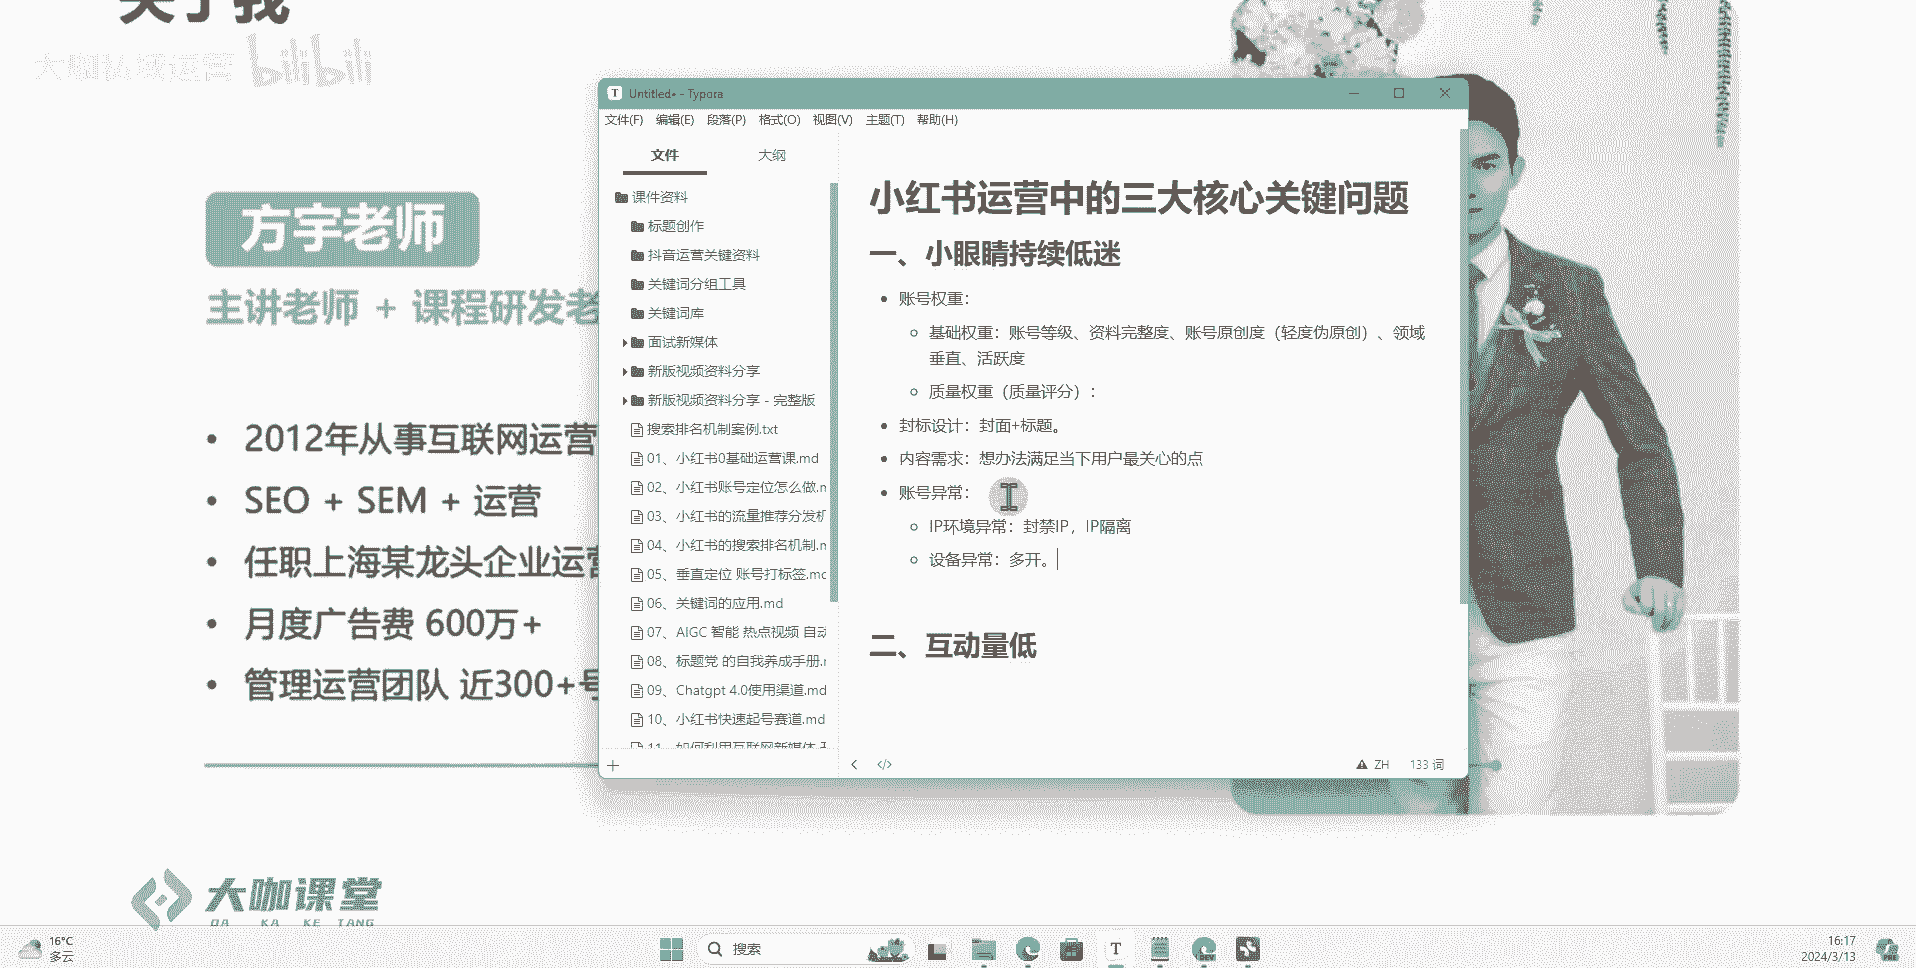 关于我
大咖私域运营 bilibili
方宇老师
主讲老师 + 课程研发老
• 2012年从事互联网运营
• SEO + SEM + 运营
• 任职上海某龙头企业运营
• 月度广告费 600万+
• 管理运营团队 近300+号
大咖课堂
DA KA KE TANG
Untitled• - Typora
文件(F) 编辑(E) 段落(P) 格式(O) 视图(V) 主题(T) 帮助(H)
文件 大纲
课件资料
标题创作
抖音运营关键资料
关键词分组工具
关键词库
面试新媒体
新版视频资料分享
新版视频资料分享 - 完整版
搜索排名机制案例.txt
01、小红书0基础运营课.md
02、小红书账号定位怎么做.m
03、小红书的流量推荐分发机
04、小红书的搜索排名机制.m
05、垂直定位 账号打标签.mc
06、关键词的应用.md
07、AIGC 智能 热点视频 自动
08、标题党 的自我养成手册.r
09、Chatgpt 4.0使用渠道.md
10、小红书快速起号赛道.md
11、如何利用互联网新媒体
小红书运营中的三大核心关键问题
一、小眼睛持续低迷
• 账号权重：
基础权重：账号等级、资料完整度、账号原创度（轻度伪原创）、领域
垂直、活跃度
质量权重（质量评分）：
• 封标设计：封面+标题。
• 内容需求：想办法满足当下用户最关心的点
• 账号异常：
IP环境异常：封禁IP，IP隔离
设备异常：多开。
二、互动量低
ZH 133 词
16°C
多云
搜索
DEV
PRE
16:17
2024/3/13